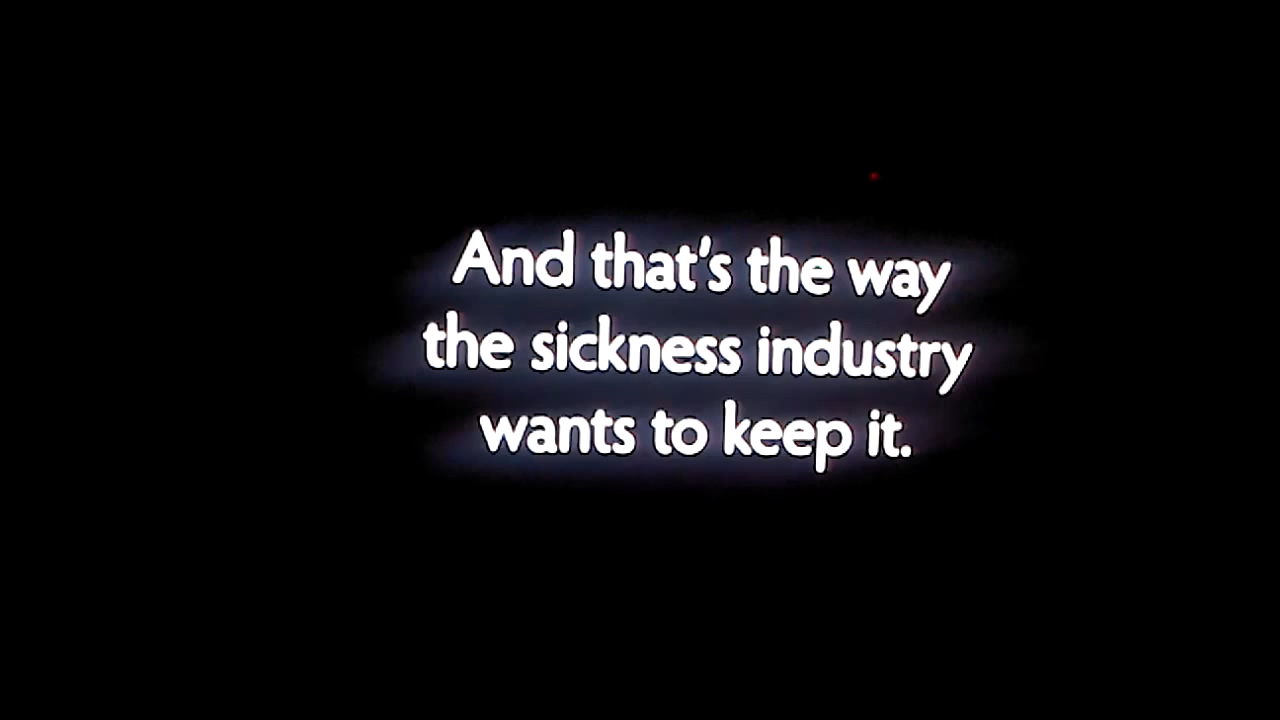 And that's the way
the sickness industry
wants to keep it.